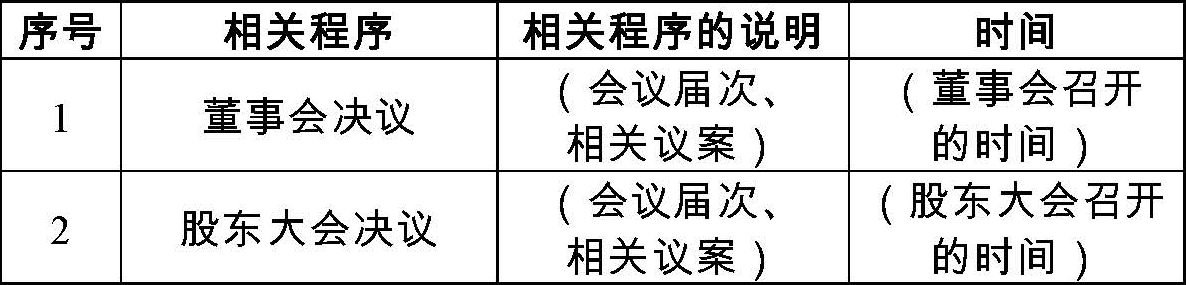 序号 相关程序 相关程序的说明 时间
1 董事会决议 （会议届次、相关议案） （董事会召开的时间）
2 股东大会决议 （会议届次、相关议案） （股东大会召开的时间）